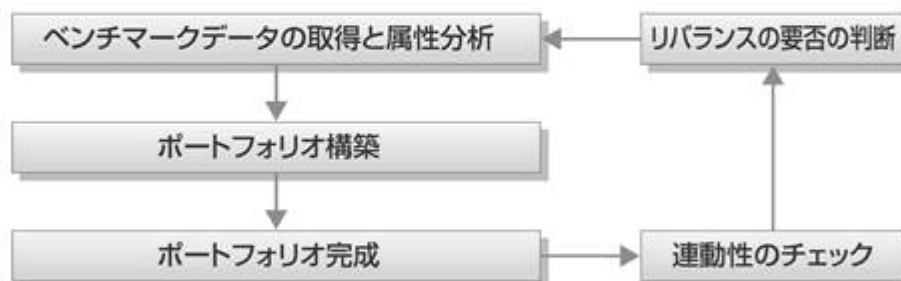 ベンチマークデータの取得と属性分析
リバランスの要否の判断
ポートフォリオ構築
ポートフォリオ完成
連動性のチェック